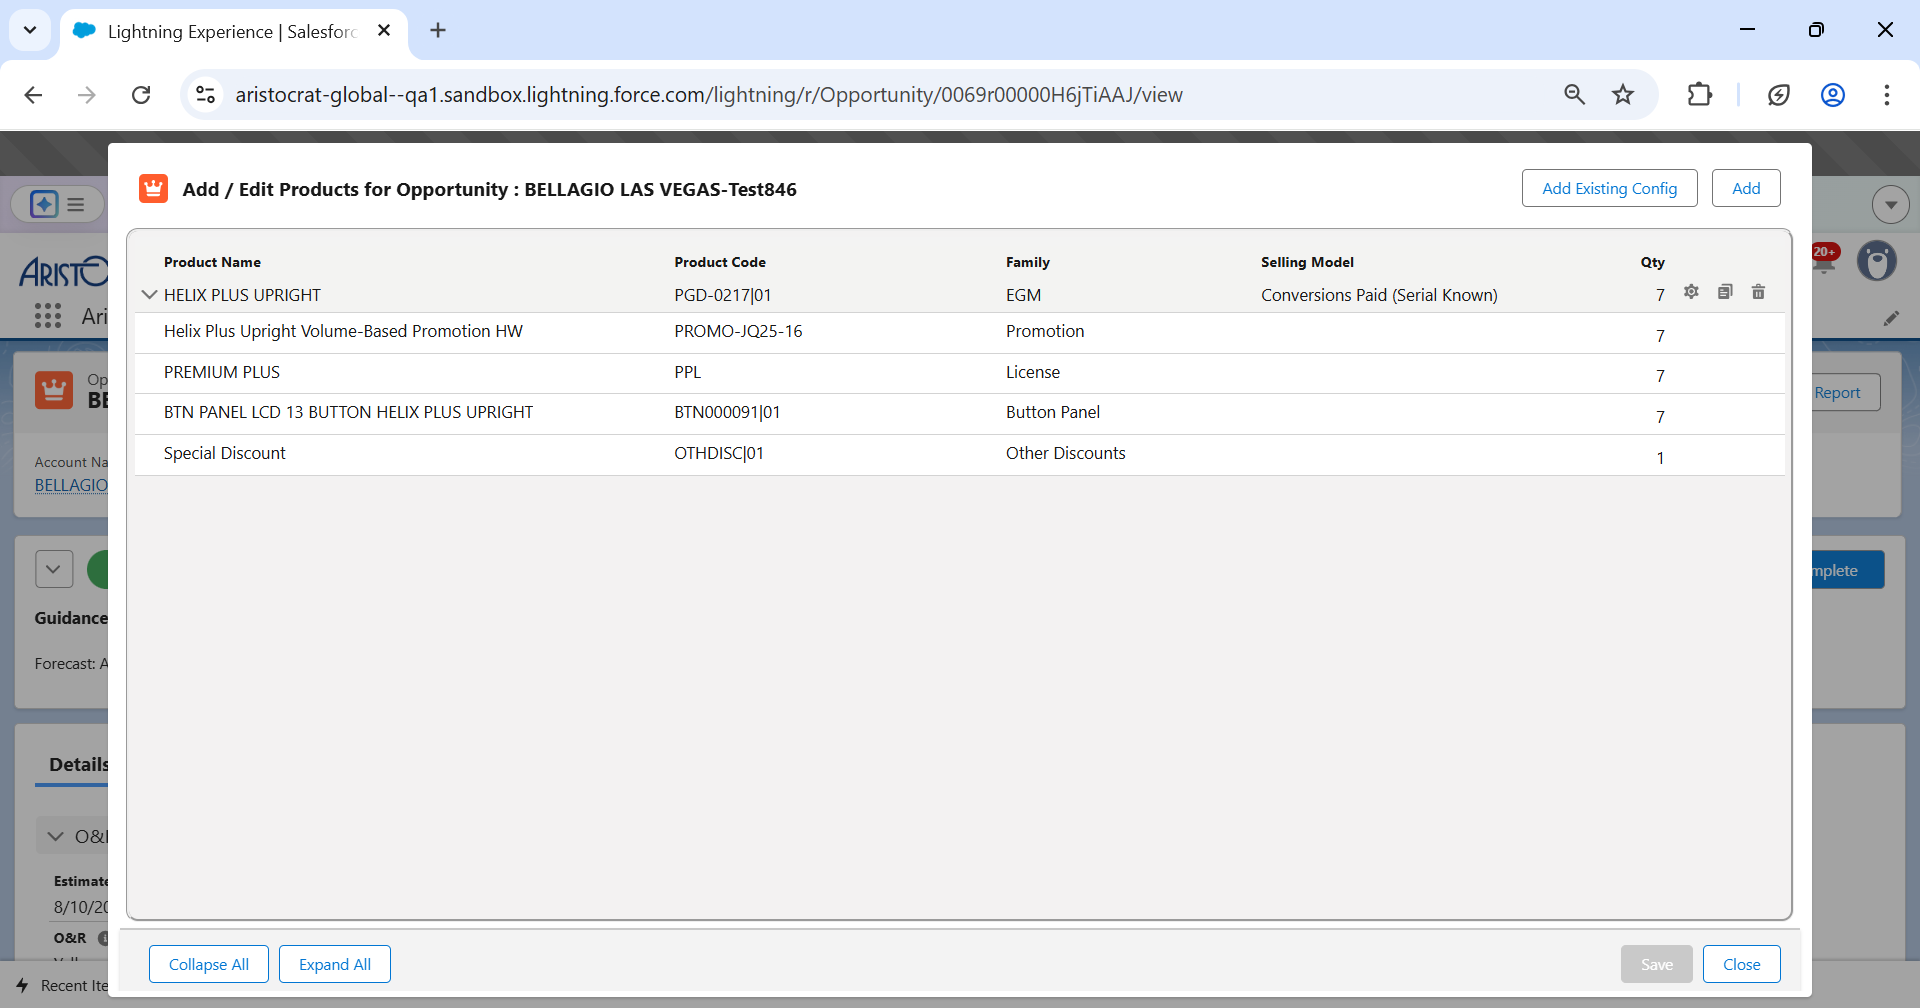 Lightning Experience | Salesforc
aristocrat-global--qa1.sandbox.lightning.force.com/lightning/r/Opportunity/0069r00000H6jTiAAJ/view
Add / Edit Products for Opportunity : BELLAGIO LAS VEGAS-Test846
Add Existing Config
Add
Product Name Product Code Family Selling Model Qty
HELIX PLUS UPRIGHT PGD-0217|01 EGM Conversions Paid (Serial Known) 7
Helix Plus Upright Volume-Based Promotion HW PROMO-JQ25-16 Promotion 7
PREMIUM PLUS PPL License 7
BTN PANEL LCD 13 BUTTON HELIX PLUS UPRIGHT BTN000091|01 Button Panel 7
Special Discount OTHDISC|01 Other Discounts 1
Collapse All
Expand All
Save
Close
20+
ARISTO
Ari
Op
BE
Report
Account Na
BELLAGIO
mplete
Guidance
Forecast: A
Details
O&
Estimate
8/10/20
O&R
Recent Ite